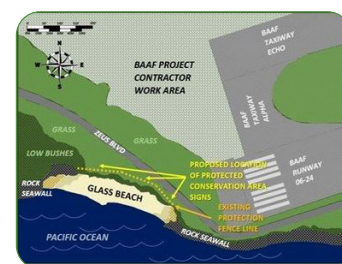 N
W
E
S
BAAF PROJECT
CONTRACTOR
WORK AREA
BAAF
TAXIWAY
ECHO
BAAF
TAXIWAY
ALPHA
BAAF
RUNWAY
06-24
GRASS
ZEUS BLVD
GRASS
LOW BUSHES
PROPOSED LOCATION
OF PROTECTED
CONSERVATION AREA
SIGNS
ROCK
SEAWALL
GLASS BEACH
EXISTING
PROTECTION
FENCE LINE
ROCK SEAWALL
PACIFIC OCEAN